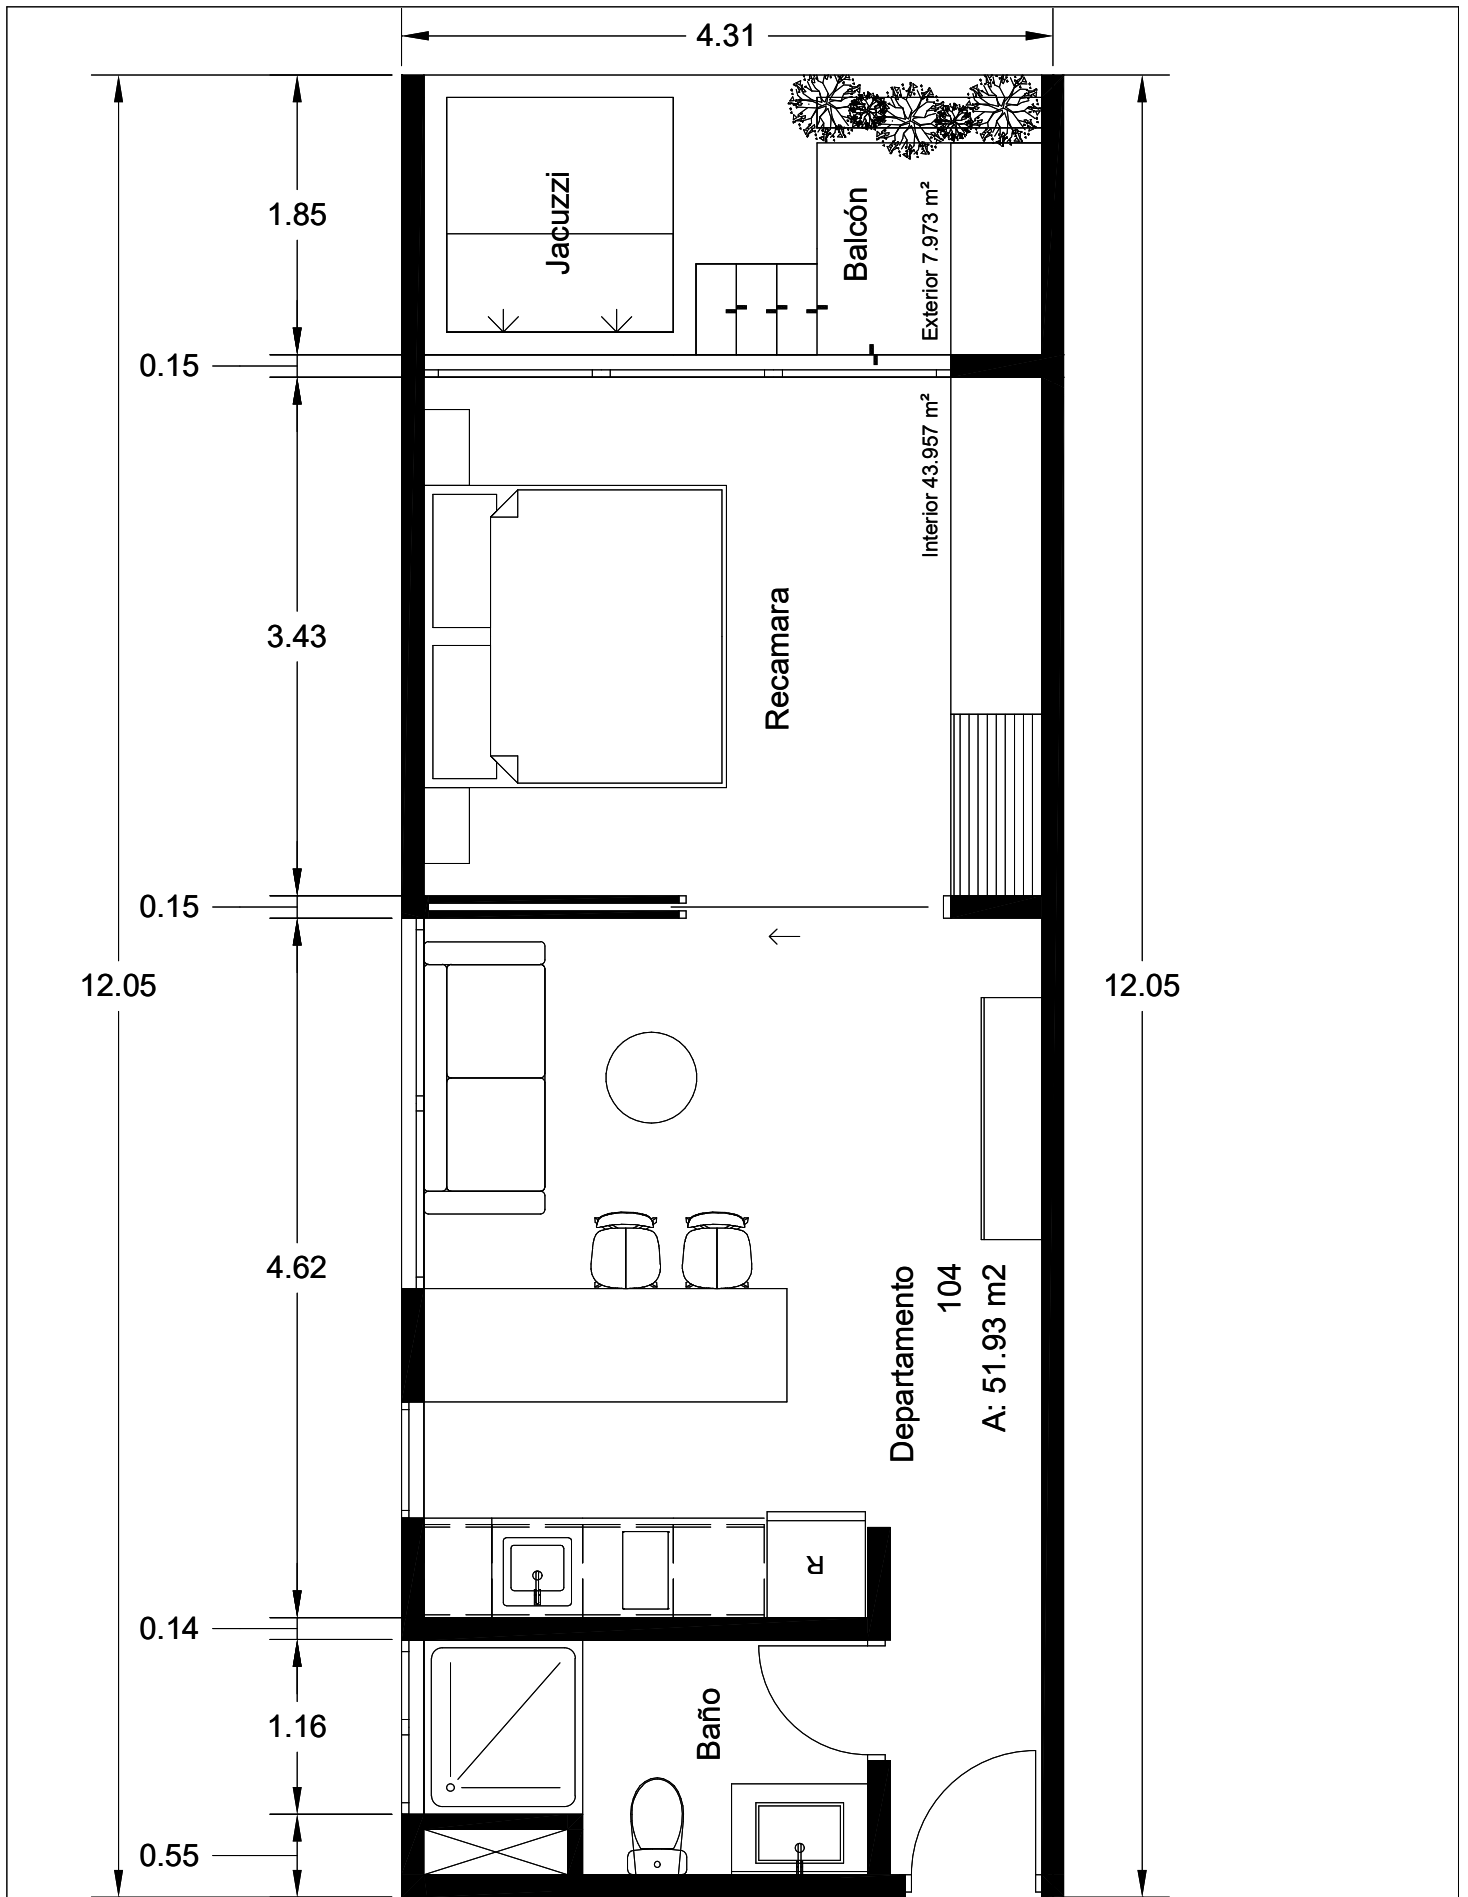 4.31
1.85
Jacuzzi
Balcón
Exterior 7.973 m²
0.15
Interior 43.957 m²
3.43
Recamara
0.15
12.05
12.05
4.62
Departamento
104
A: 51.93 m2
R
0.14
1.16
Baño
0.55